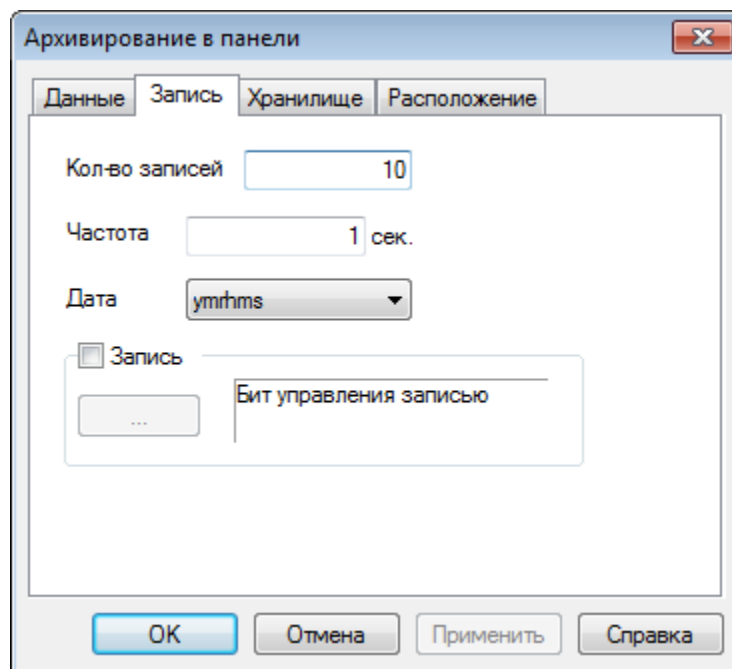 Архивирование в панели
Данные Запись Хранилище Расположение
Кол-во записей 10
Частота 1 сек.
Дата ymrhms
Запись
... Бит управления записью
OK Отмена Применить Справка